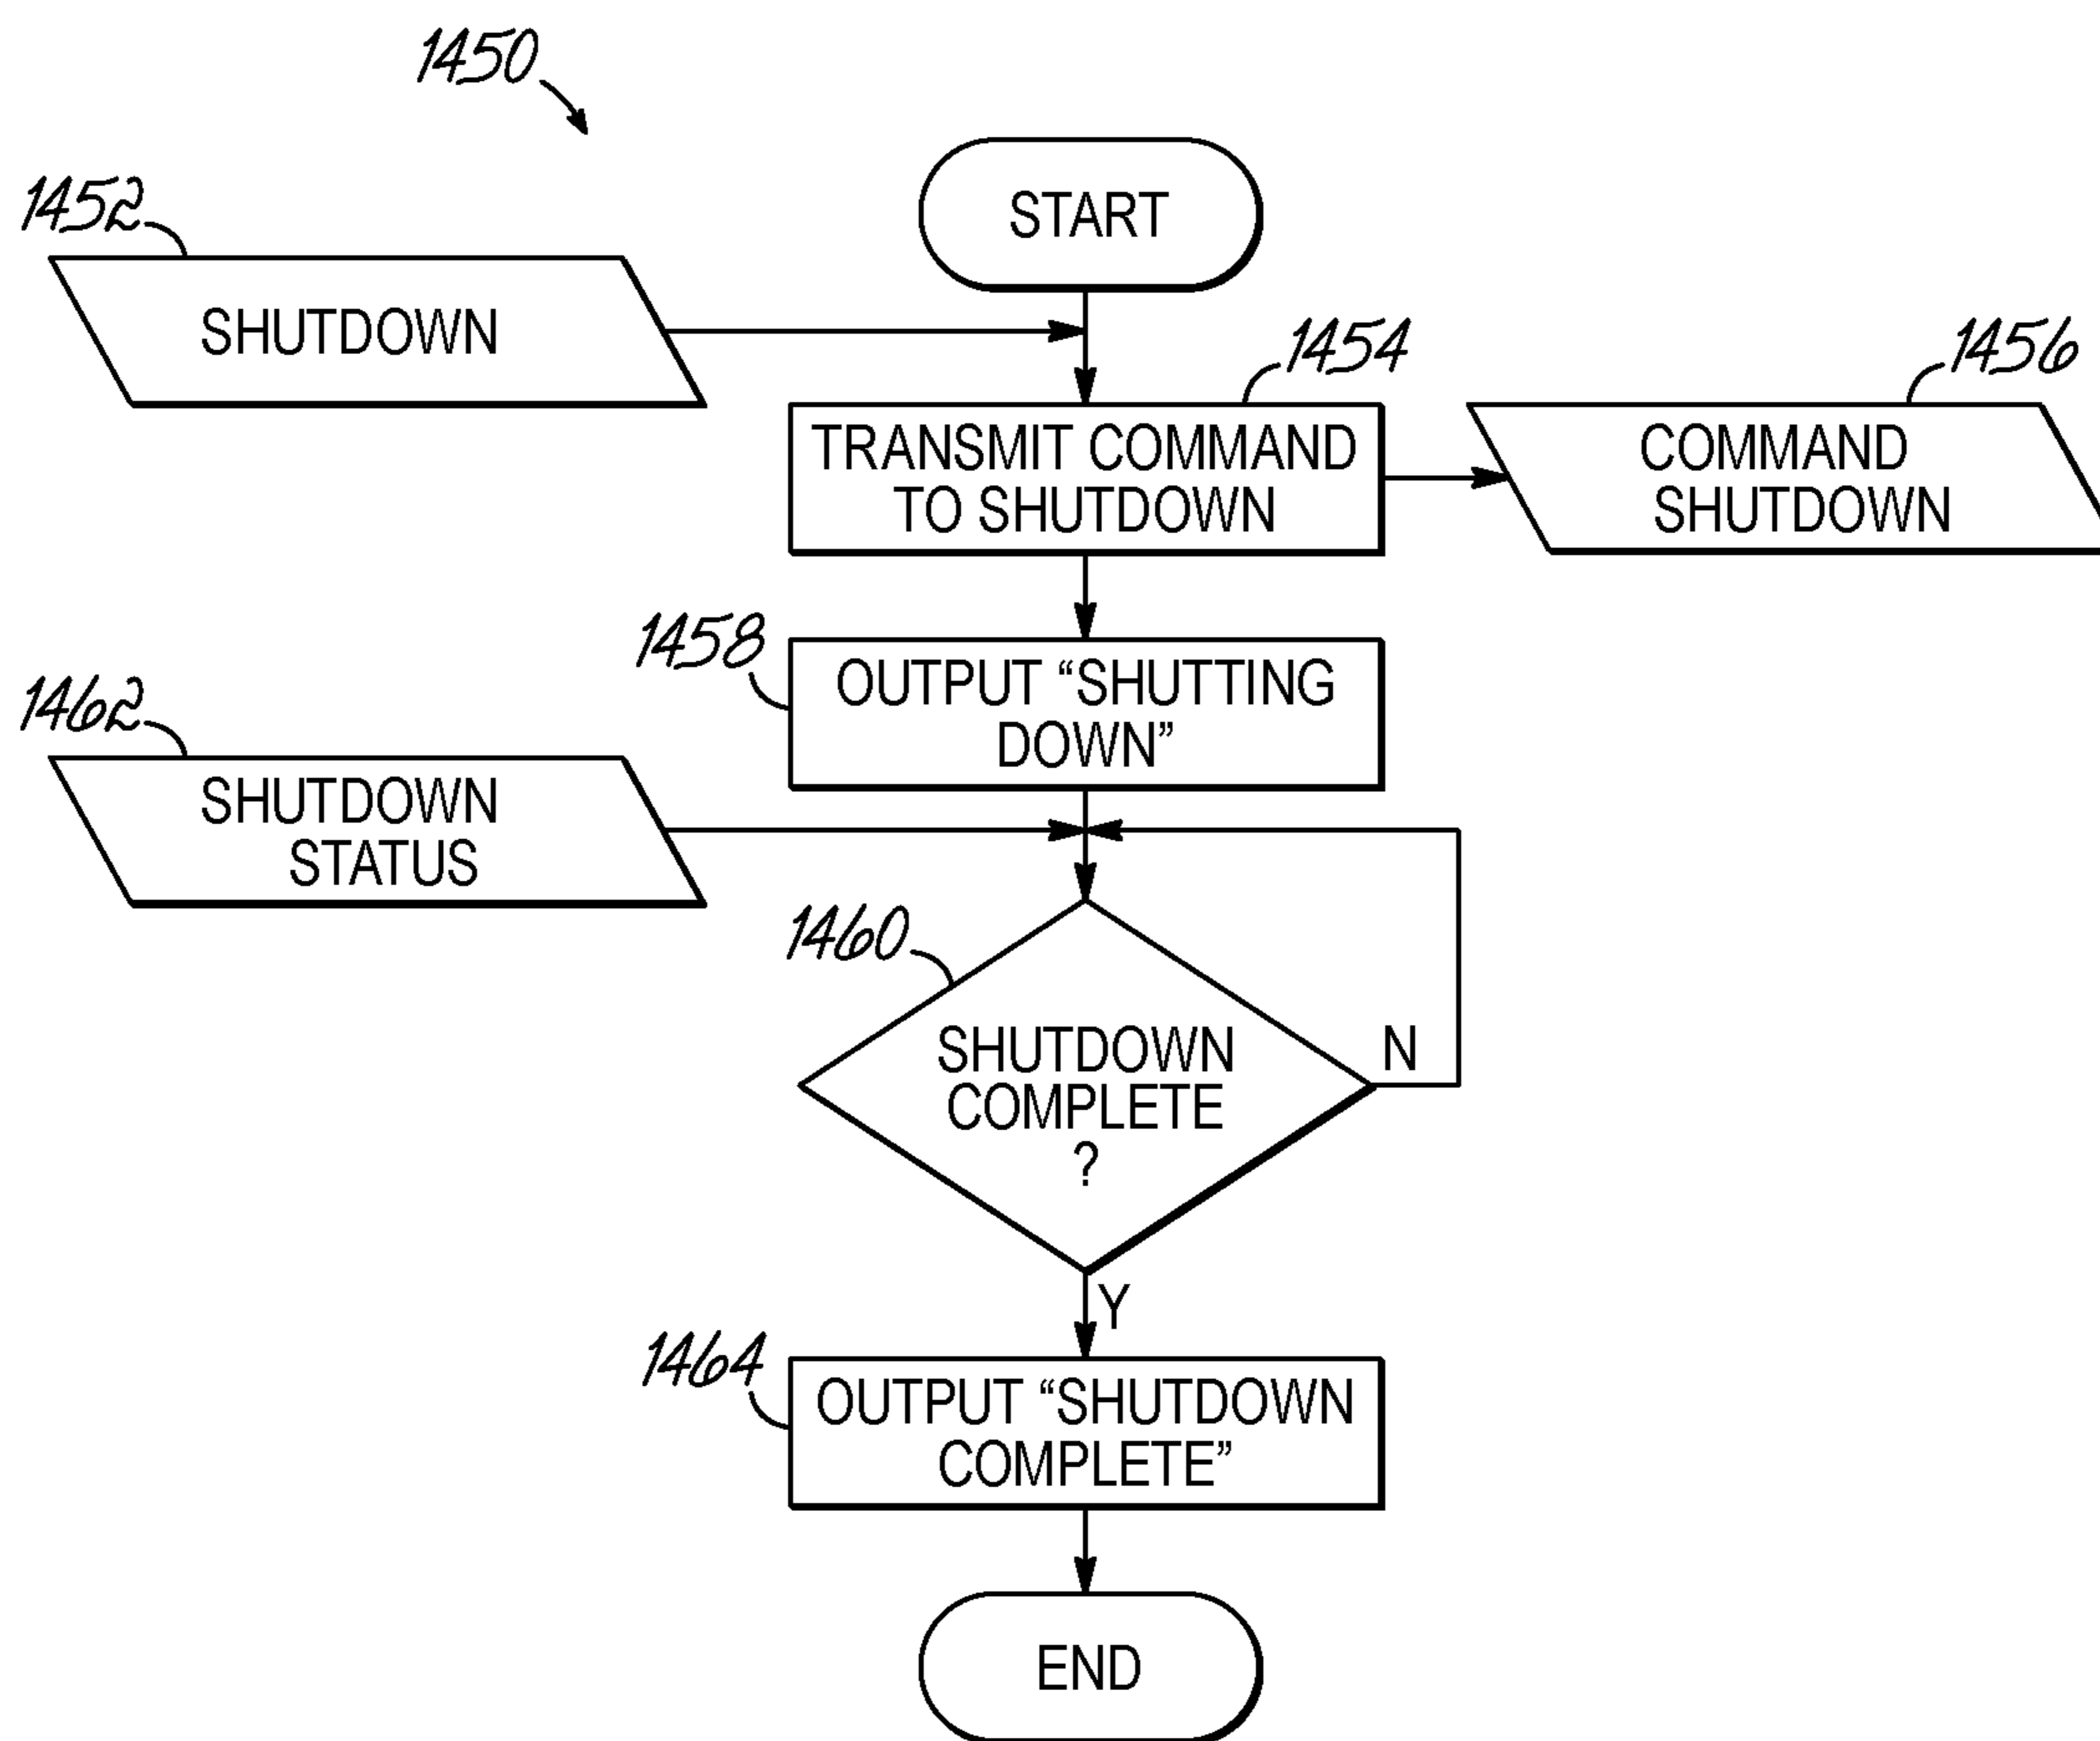 1450
START
1452
SHUTDOWN
1454
TRANSMIT COMMAND
TO SHUTDOWN
1456
COMMAND
SHUTDOWN
1458
OUTPUT “SHUTTING
DOWN”
1462
SHUTDOWN
STATUS
1460
SHUTDOWN
COMPLETE
?
N
Y
1464
OUTPUT “SHUTDOWN
COMPLETE”
END